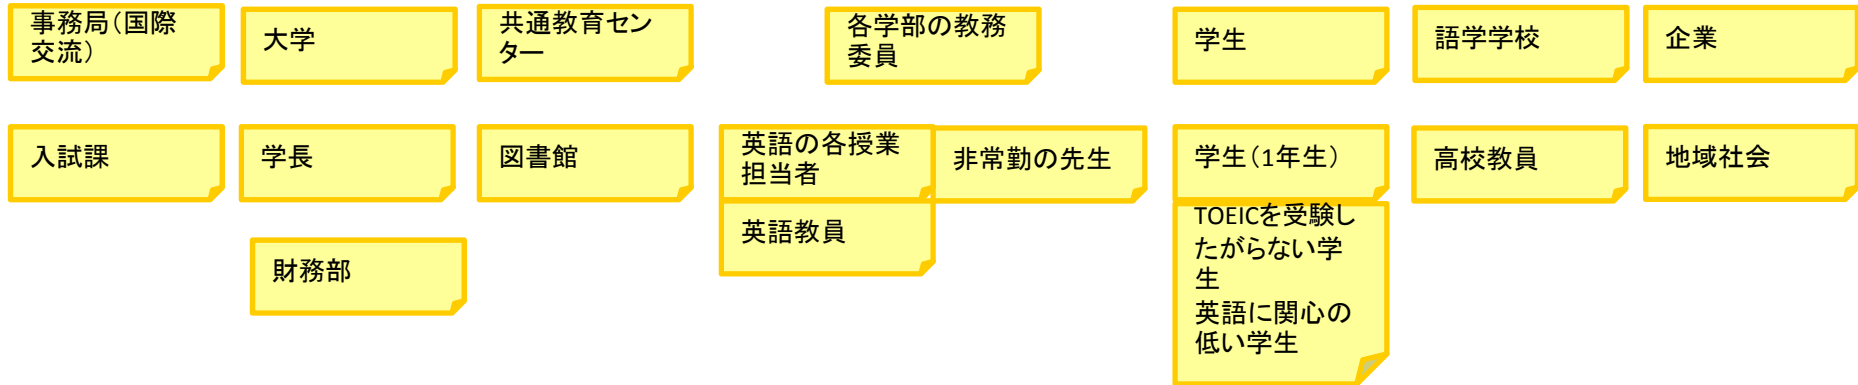 事務局（国際
交流）
大学
共通教育セン
ター
各学部の教務
委員
学生
語学学校
企業
入試課
学長
図書館
英語の各授業
担当者
非常勤の先生
学生（1年生）
高校教員
地域社会
財務部
英語教員
TOEICを受験し
たがらない学
生
英語に関心の
低い学生